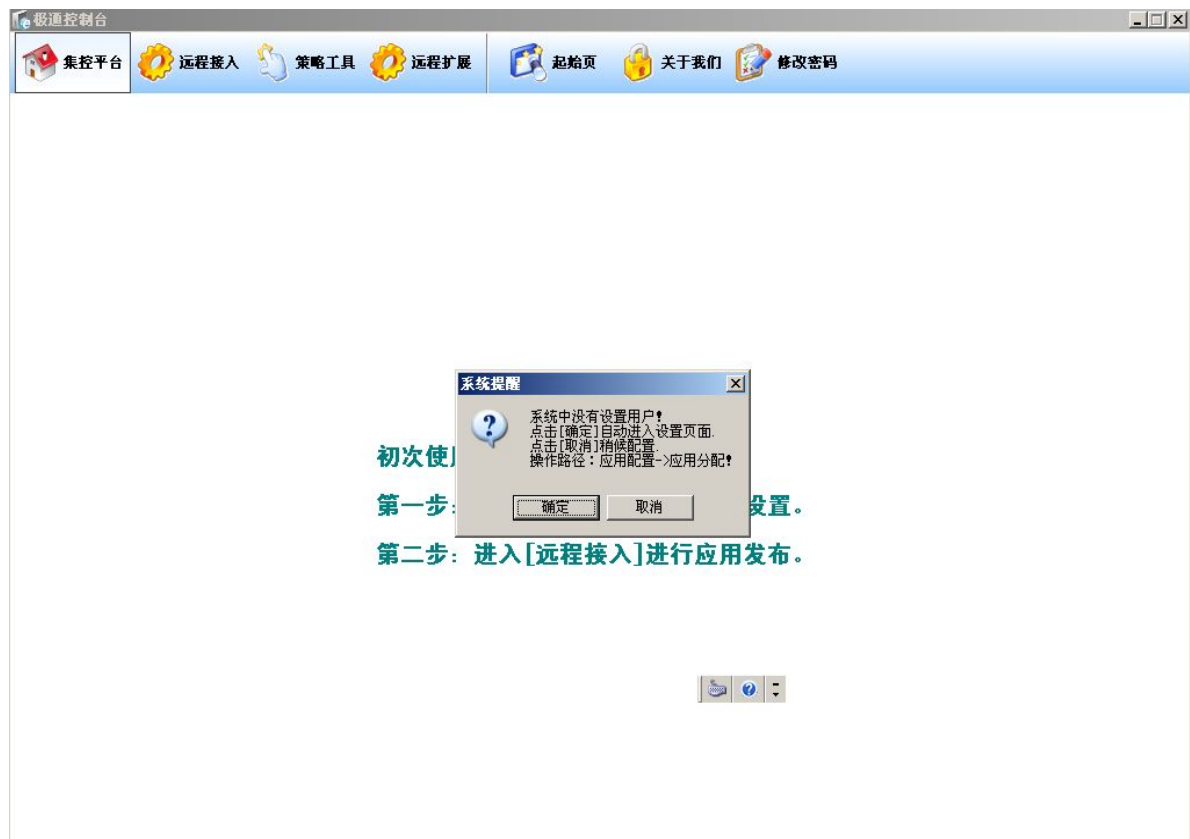 极通控制台
集控平台 远程接入 策略工具 远程扩展 起始页 关于我们 修改密码
系统提醒
系统中没有设置用户!
点击[确定]自动进入设置页面.
点击[取消]稍候配置.
操作路径:应用配置->应用分配!
确定 取消
初次使
第一步: 设置。
第二步: 进入[远程接入]进行应用发布。